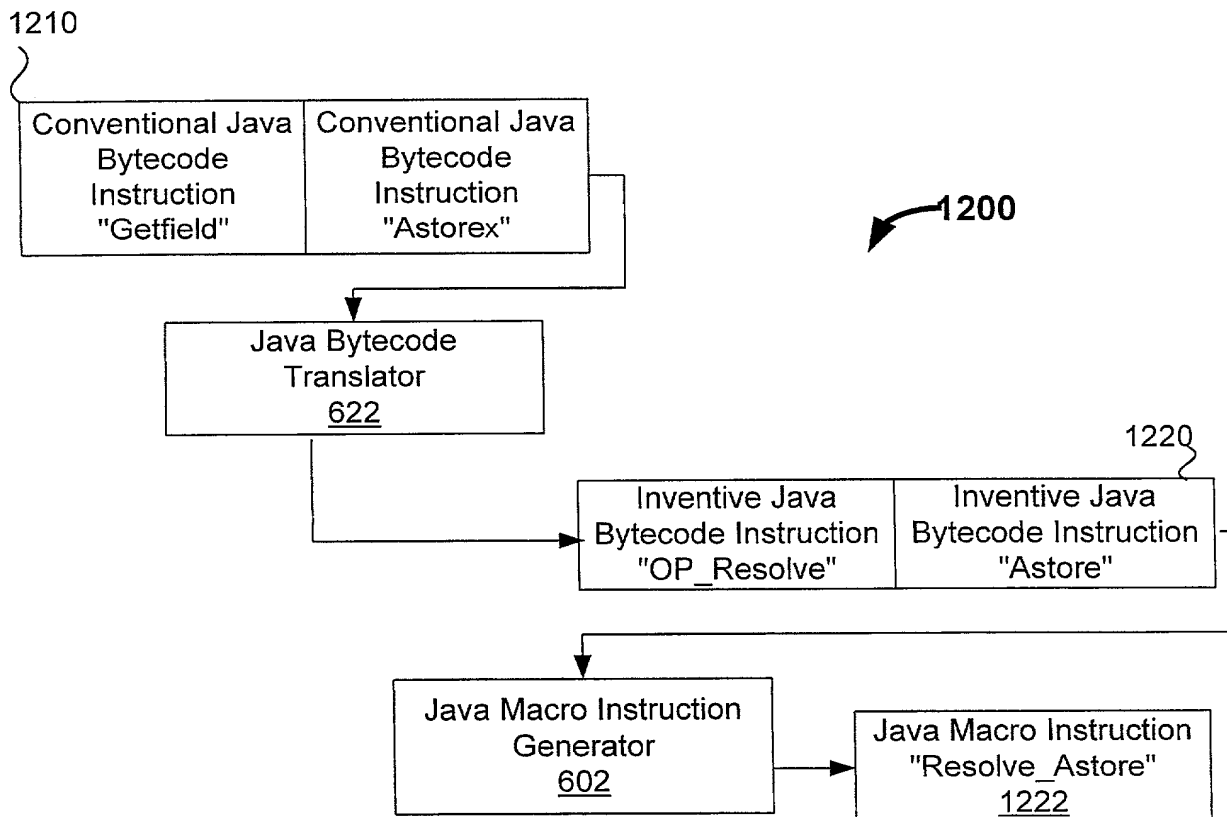 1210
Conventional Java
Bytecode
Instruction
"Getfield"
Conventional Java
Bytecode
Instruction
"Astorex"
1200
Java Bytecode
Translator
622
1220
Inventive Java
Bytecode Instruction
"OP_Resolve"
Inventive Java
Bytecode Instruction
"Astore"
Java Macro Instruction
Generator
602
Java Macro Instruction
"Resolve_Astore"
1222